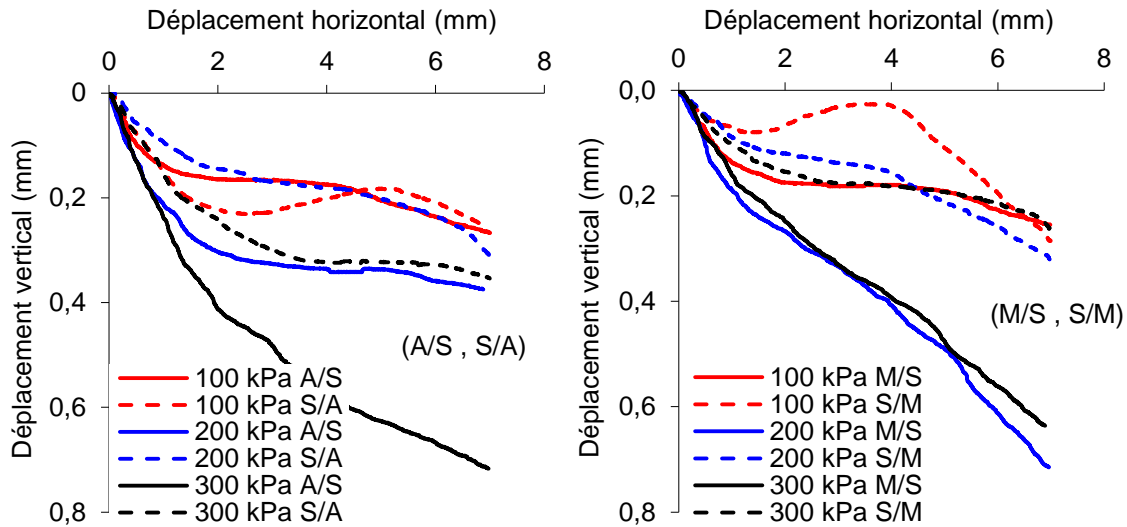 Déplacement horizontal (mm)
0 2 4 6 8
Déplacement vertical (mm)
0
0,2
0,4
0,6
0,8
(A/S , S/A)
100 kPa A/S
100 kPa S/A
200 kPa A/S
200 kPa S/A
300 kPa A/S
300 kPa S/A
Déplacement horizontal (mm)
0 2 4 6 8
Déplacement vertical (mm)
0,0
0,2
0,4
0,6
0,8
(M/S , S/M)
100 kPa M/S
100 kPa S/M
200 kPa M/S
200 kPa S/M
300 kPa M/S
300 kPa S/M